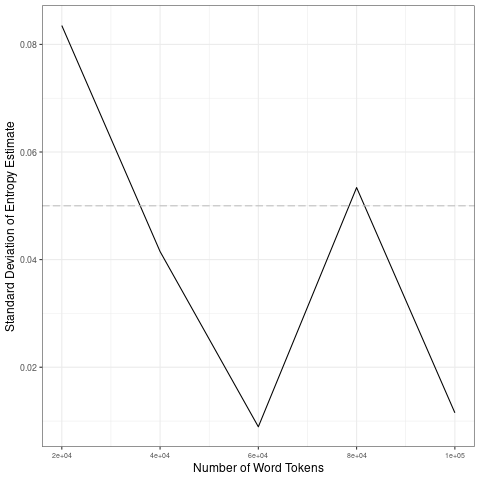 Standard Deviation of Entropy Estimate
0.08
0.06
0.04
0.02
2e+04 4e+04 6e+04 8e+04 1e+05
Number of Word Tokens